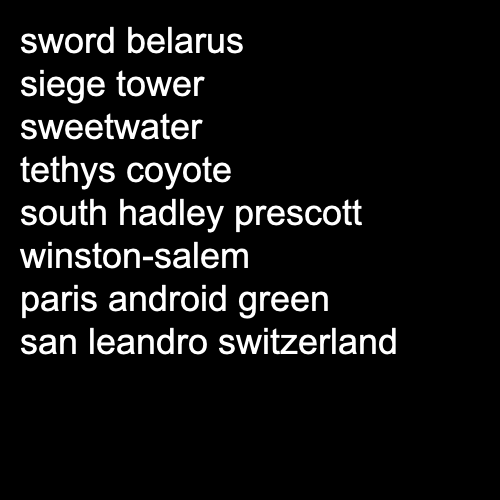 sword belarus
siege tower
sweetwater
tethys coyote
south hadley prescott
winston-salem
paris android green
san leandro switzerland